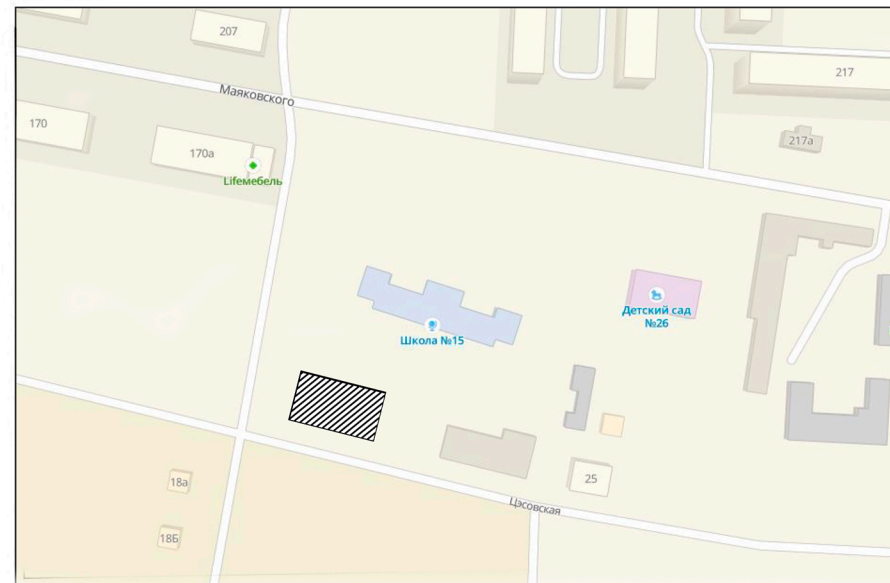 207
217
Маяковского
170
217а
170а
Lifeмебель
Детский сад
№26
Школа №15
25
18а
Цэсовская
18Б